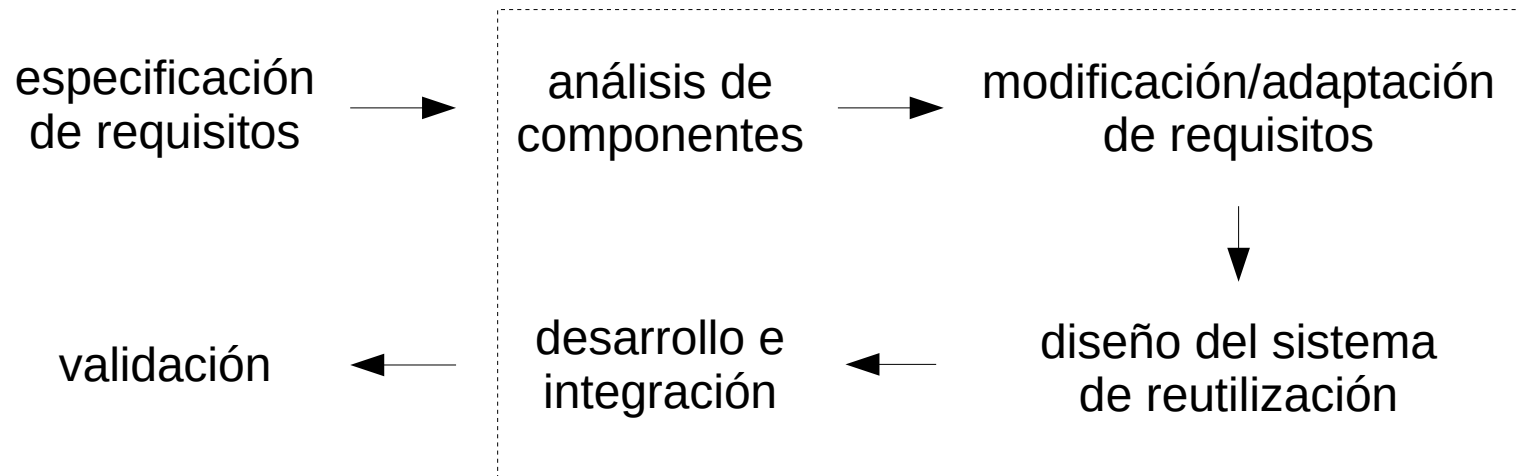 especificación
de requisitos
análisis de
componentes
modificación/adaptación
de requisitos
diseño del sistema
de reutilización
desarrollo e
integración
validación